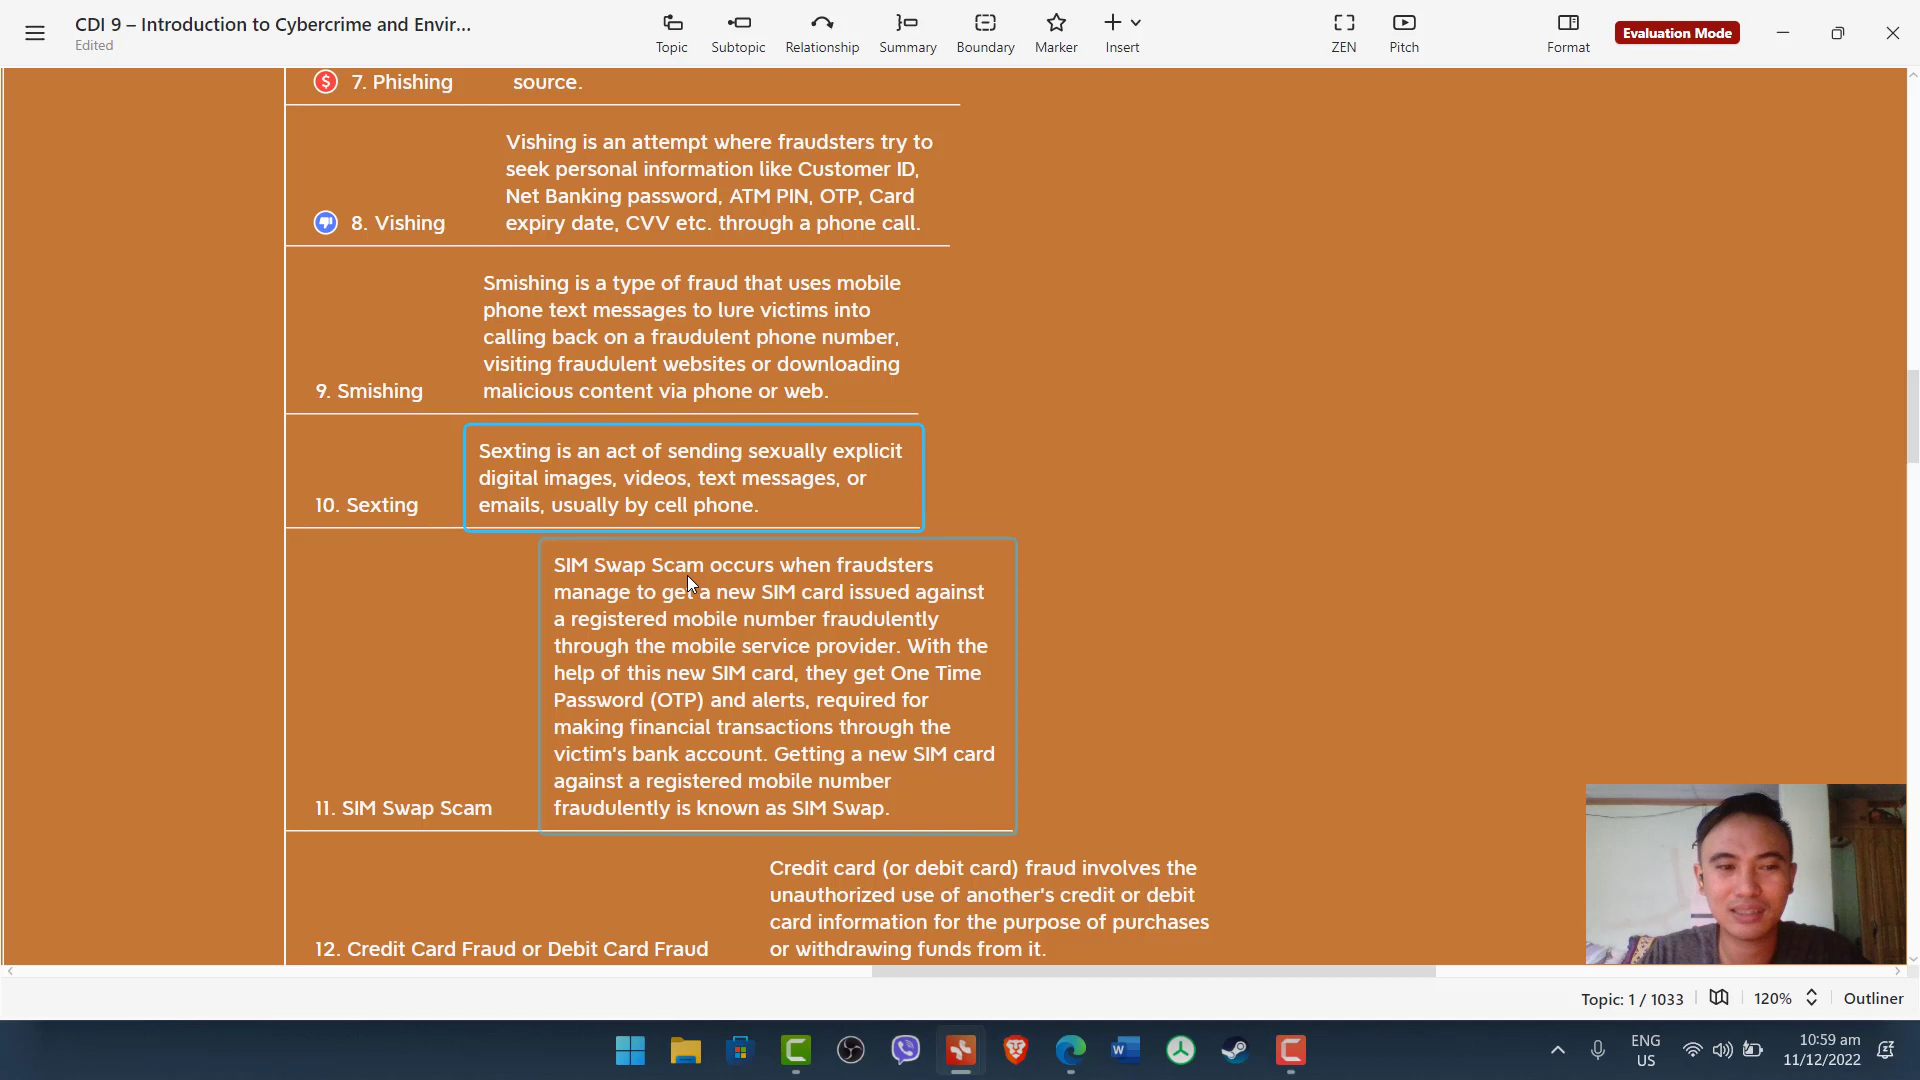 CDI 9 – Introduction to Cybercrime and Envir...
Edited
Topic
Subtopic
Relationship
Summary
Boundary
Marker
Insert
ZEN
Pitch
Format
Evaluation Mode
7. Phishing
source.
Vishing is an attempt where fraudsters try to
seek personal information like Customer ID,
Net Banking password, ATM PIN, OTP, Card
expiry date, CVV etc. through a phone call.
8. Vishing
Smishing is a type of fraud that uses mobile
phone text messages to lure victims into
calling back on a fraudulent phone number,
visiting fraudulent websites or downloading
malicious content via phone or web.
9. Smishing
Sexting is an act of sending sexually explicit
digital images, videos, text messages, or
emails, usually by cell phone.
10. Sexting
SIM Swap Scam occurs when fraudsters
manage to get a new SIM card issued against
a registered mobile number fraudulently
through the mobile service provider. With the
help of this new SIM card, they get One Time
Password (OTP) and alerts, required for
making financial transactions through the
victim's bank account. Getting a new SIM card
against a registered mobile number
fraudulently is known as SIM Swap.
11. SIM Swap Scam
Credit card (or debit card) fraud involves the
unauthorized use of another's credit or debit
card information for the purpose of purchases
or withdrawing funds from it.
12. Credit Card Fraud or Debit Card Fraud
Topic: 1 / 1033
120%
Outliner
ENG
US
10:59 am
11/12/2022